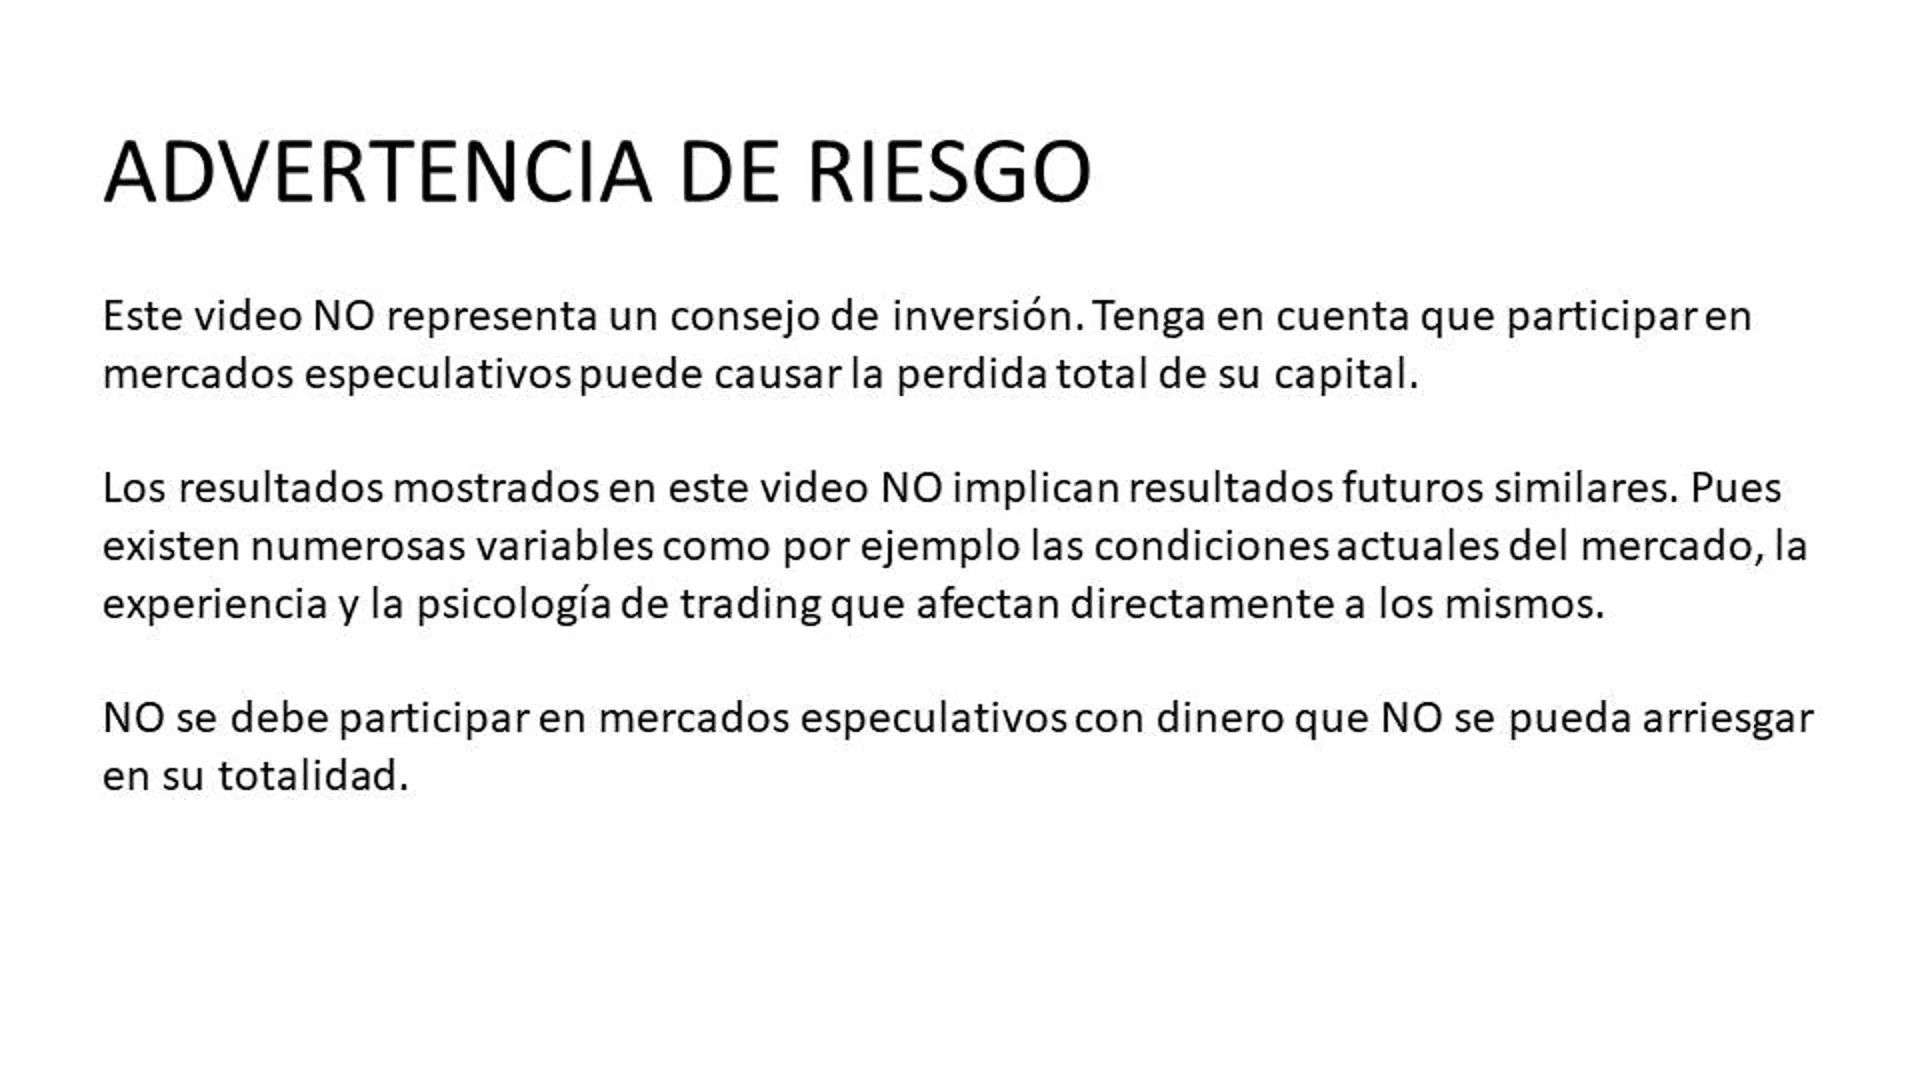 ADVERTENCIA DE RIESGO
Este video NO representa un consejo de inversión. Tenga en cuenta que participar en
mercados especulativos puede causar la perdida total de su capital.
Los resultados mostrados en este video NO implican resultados futuros similares. Pues
existen numerosas variables como por ejemplo las condiciones actuales del mercado, la
experiencia y la psicología de trading que afectan directamente a los mismos.
NO se debe participar en mercados especulativos con dinero que NO se pueda arriesgar
en su totalidad.